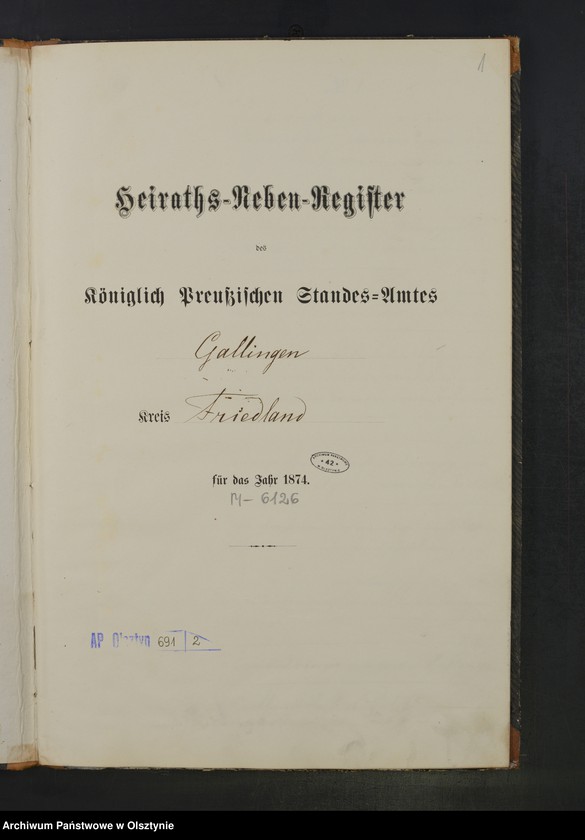 1
Heiraths-Neben-Register
des
Königlich Preußischen Standes-Amtes
Gallingen
Kreis Friedland
42
für das Jahr 1874.
M- 6126
AP Olsztyn 691 2
Archiwum Państwowe w Olsztynie